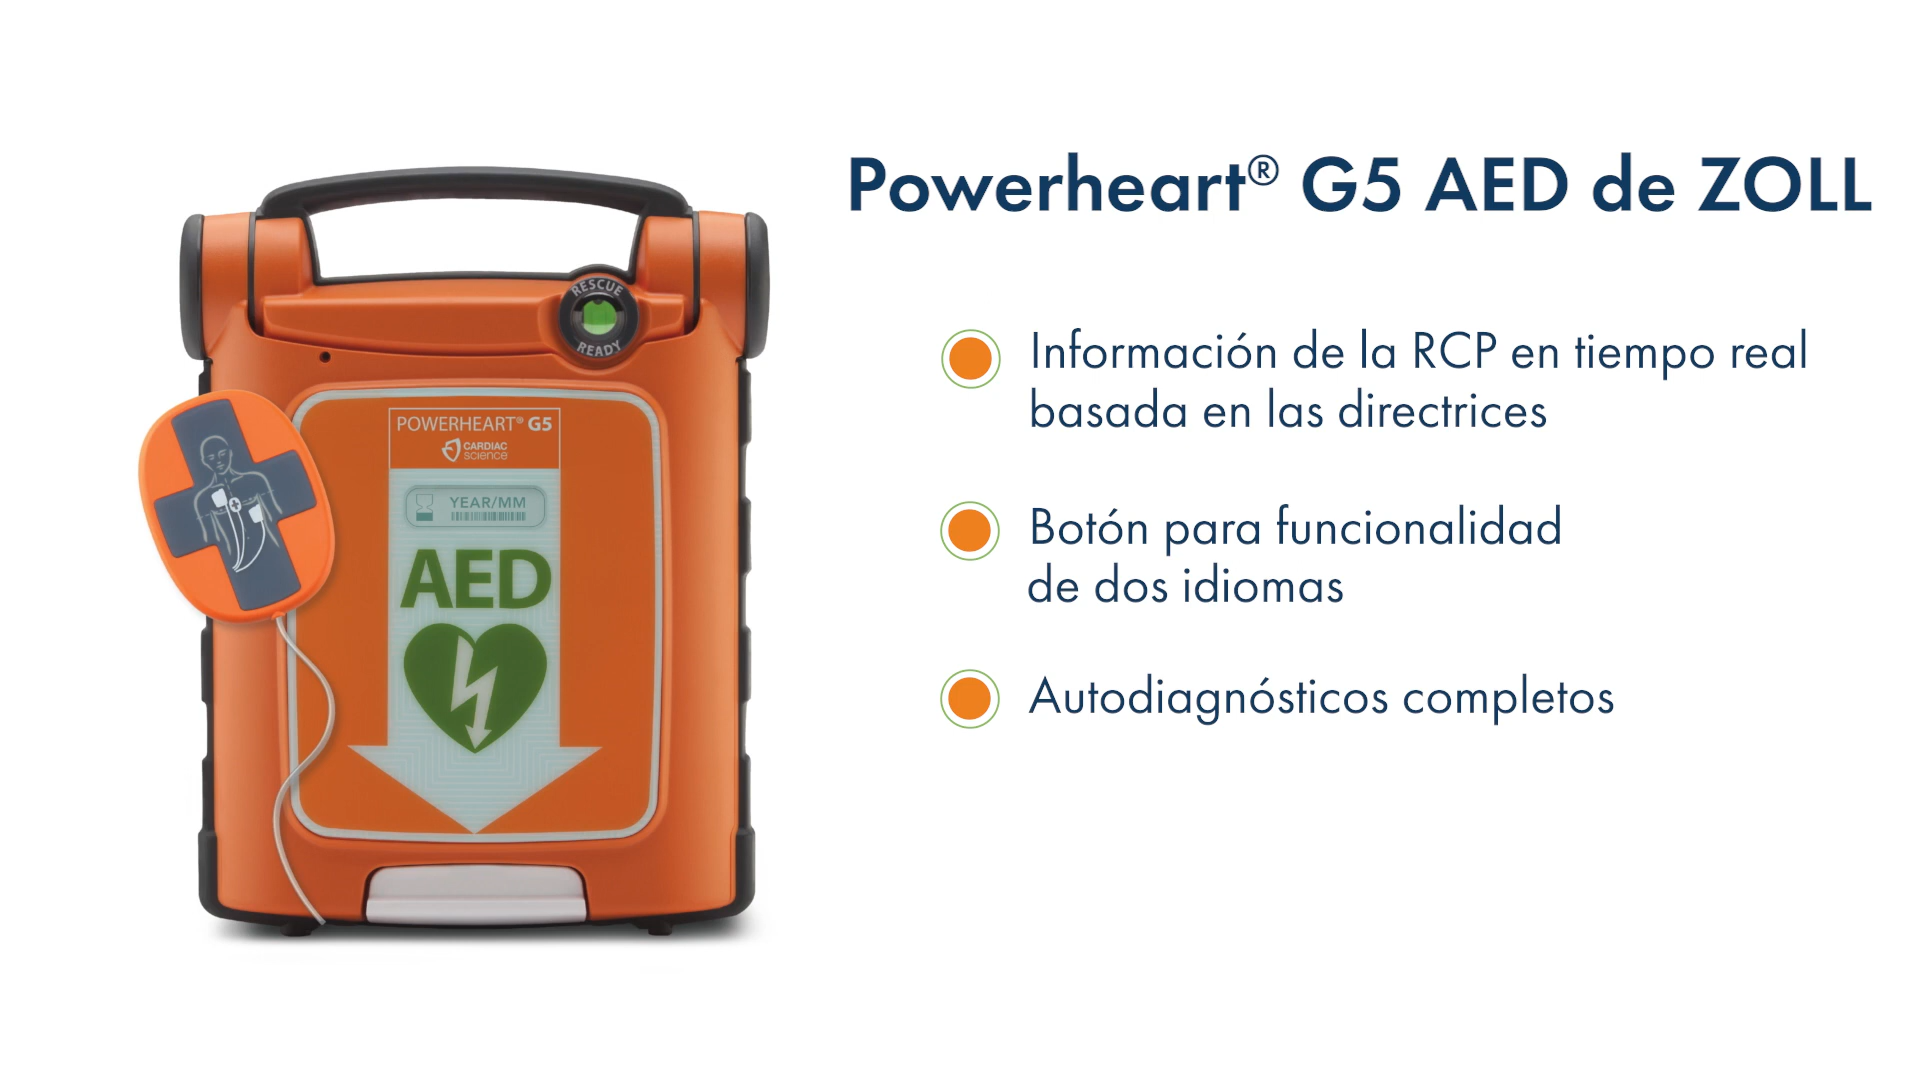 Powerheart® G5 AED de ZOLL
Información de la RCP en tiempo real
basada en las directrices
Botón para funcionalidad
de dos idiomas
Autodiagnósticos completos
RESCUE
READY
POWERHEART® G5
CARDIAC
science
YEAR/MM
AED